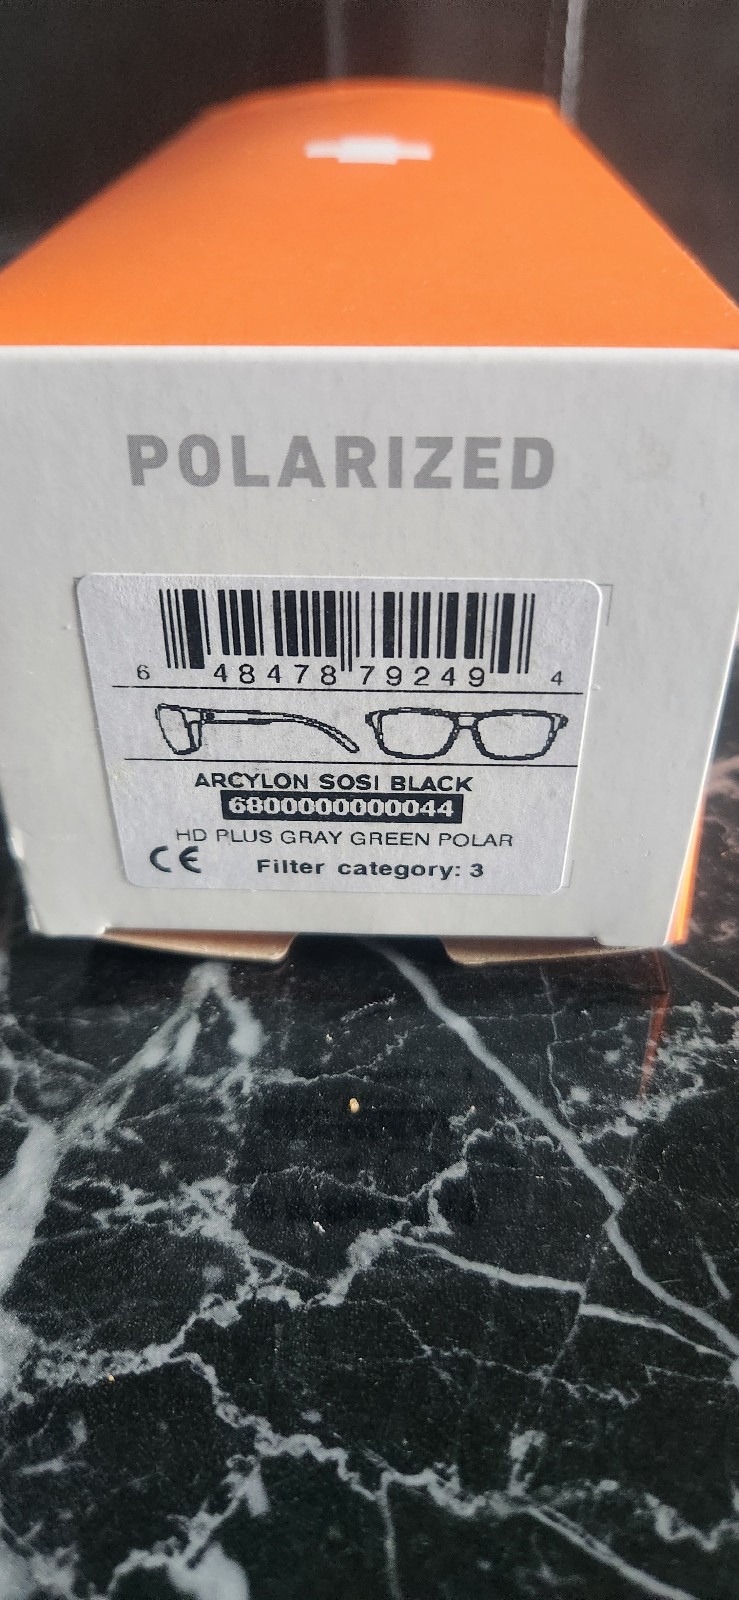 POLARIZED
6 48478 79249 4
ARCYLON SOSI BLACK
6800000000044
HD PLUS GRAY GREEN POLAR
CE Filter category: 3